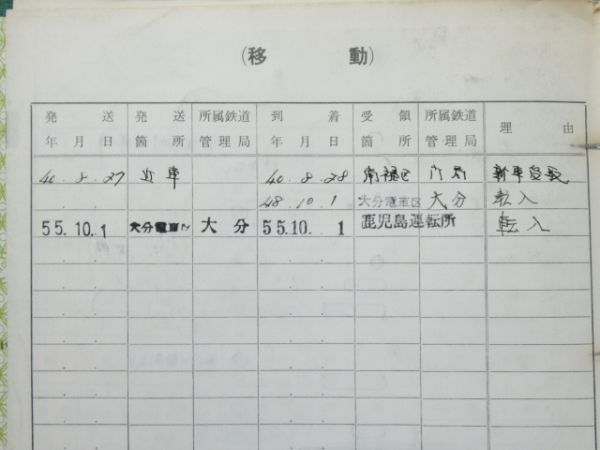 (移 動)
発送年月日 発送箇所 所属鉄道管理局 到着年月日 受領箇所 所属鉄道管理局 理由
40.8.27 近車 40.8.28 南福区 門局 新車受取
48.10.1 大分電車区 大分 転入
55.10.1 大分電車区 大分 55.10.1 鹿児島運転所 転入